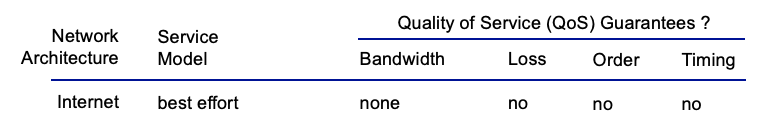 Quality of Service (QoS) Guarantees ?
Network Architecture Service Model Bandwidth Loss Order Timing
Internet best effort none no no no